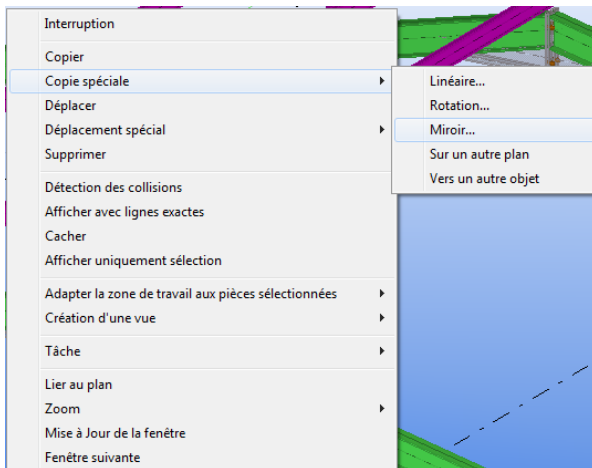 Interruption
Copier
Copie spéciale
Déplacer
Déplacement spécial
Supprimer
Détection des collisions
Afficher avec lignes exactes
Cacher
Afficher uniquement sélection
Adapter la zone de travail aux pièces sélectionnées
Création d'une vue
Tâche
Lier au plan
Zoom
Mise à Jour de la fenêtre
Fenêtre suivante
Linéaire...
Rotation...
Miroir...
Sur un autre plan
Vers un autre objet